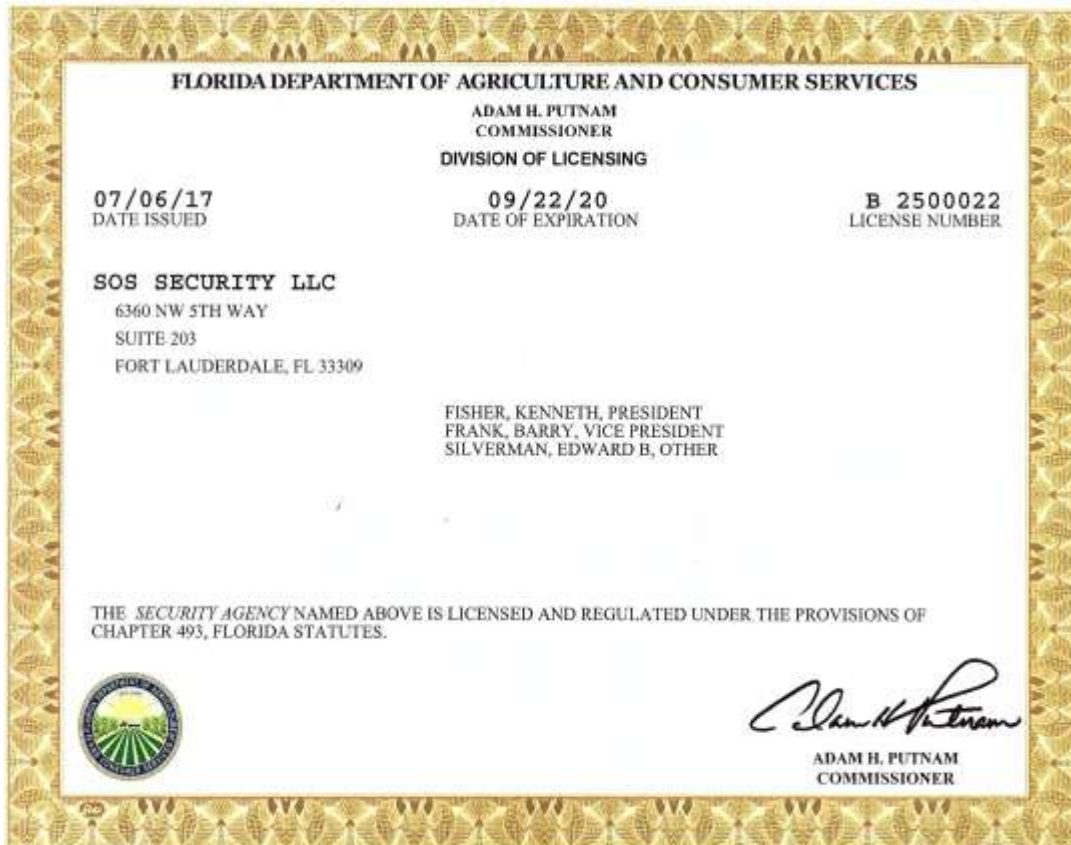 FLORIDA DEPARTMENT OF AGRICULTURE AND CONSUMER SERVICES
ADAM H. PUTNAM
COMMISSIONER
DIVISION OF LICENSING
07/06/17 09/22/20 B 2500022
DATE ISSUED DATE OF EXPIRATION LICENSE NUMBER
SOS SECURITY LLC
6360 NW 5TH WAY
SUITE 203
FORT LAUDERDALE, FL 33309
FISHER, KENNETH, PRESIDENT
FRANK, BARRY, VICE PRESIDENT
SILVERMAN, EDWARD B, OTHER
THE SECURITY AGENCY NAMED ABOVE IS LICENSED AND REGULATED UNDER THE PROVISIONS OF
CHAPTER 493, FLORIDA STATUTES.
Adam H Putnam
ADAM H. PUTNAM
COMMISSIONER